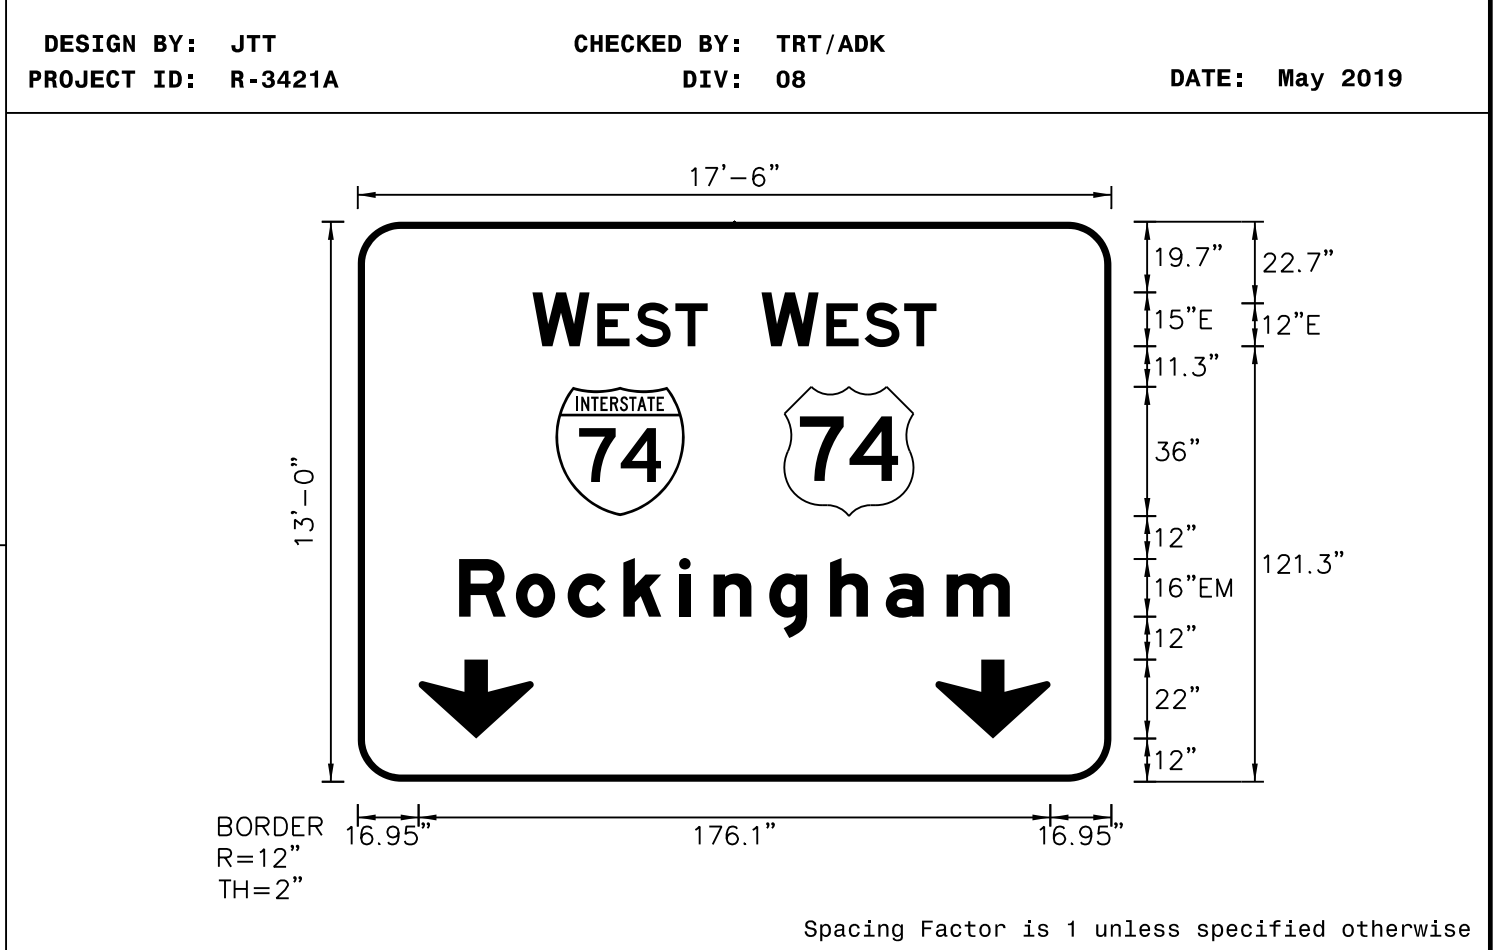 DESIGN BY: JTT CHECKED BY: TRT/ADK
PROJECT ID: R-3421A DIV: 08 DATE: May 2019
17'–6"
13'–0"
WEST WEST
INTERSTATE
74 74
Rockingham
19.7" 22.7"
15"E 12"E
11.3"
36"
12"
121.3"
16"EM
12"
22"
12"
BORDER 16.95" 176.1" 16.95"
R=12"
TH=2"
Spacing Factor is 1 unless specified otherwise